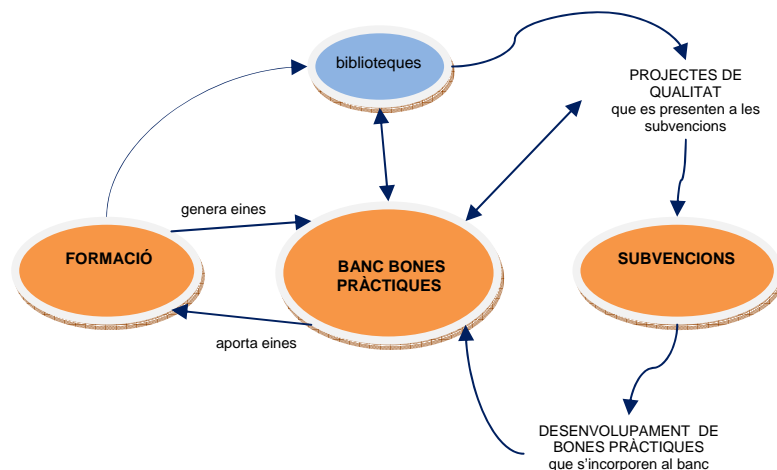 biblioteques
PROJECTES DE
QUALITAT
que es presenten a les
subvencions
genera eines
FORMACIÓ
BANC BONES
PRÀCTIQUES
SUBVENCIONS
aporta eines
DESENVOLUPAMENT DE
BONES PRÀCTIQUES
que s'incorporen al banc